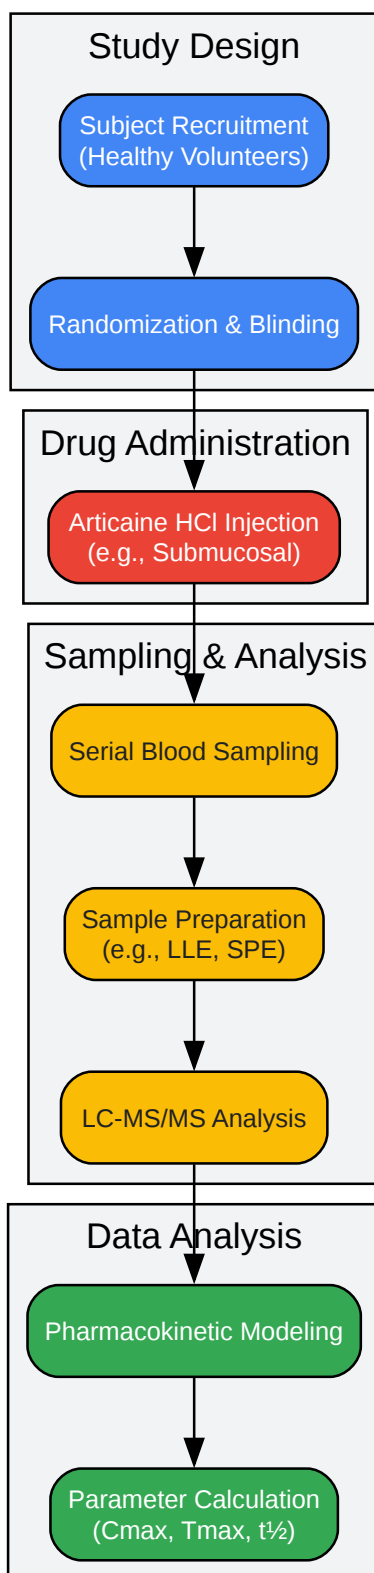 Study Design
Subject Recruitment
(Healthy Volunteers)
Randomization & Blinding
Drug Administration
Articaine HCl Injection
(e.g., Submucosal)
Sampling & Analysis
Serial Blood Sampling
Sample Preparation
(e.g., LLE, SPE)
LC-MS/MS Analysis
Data Analysis
Pharmacokinetic Modeling
Parameter Calculation
(Cmax, Tmax, t½)